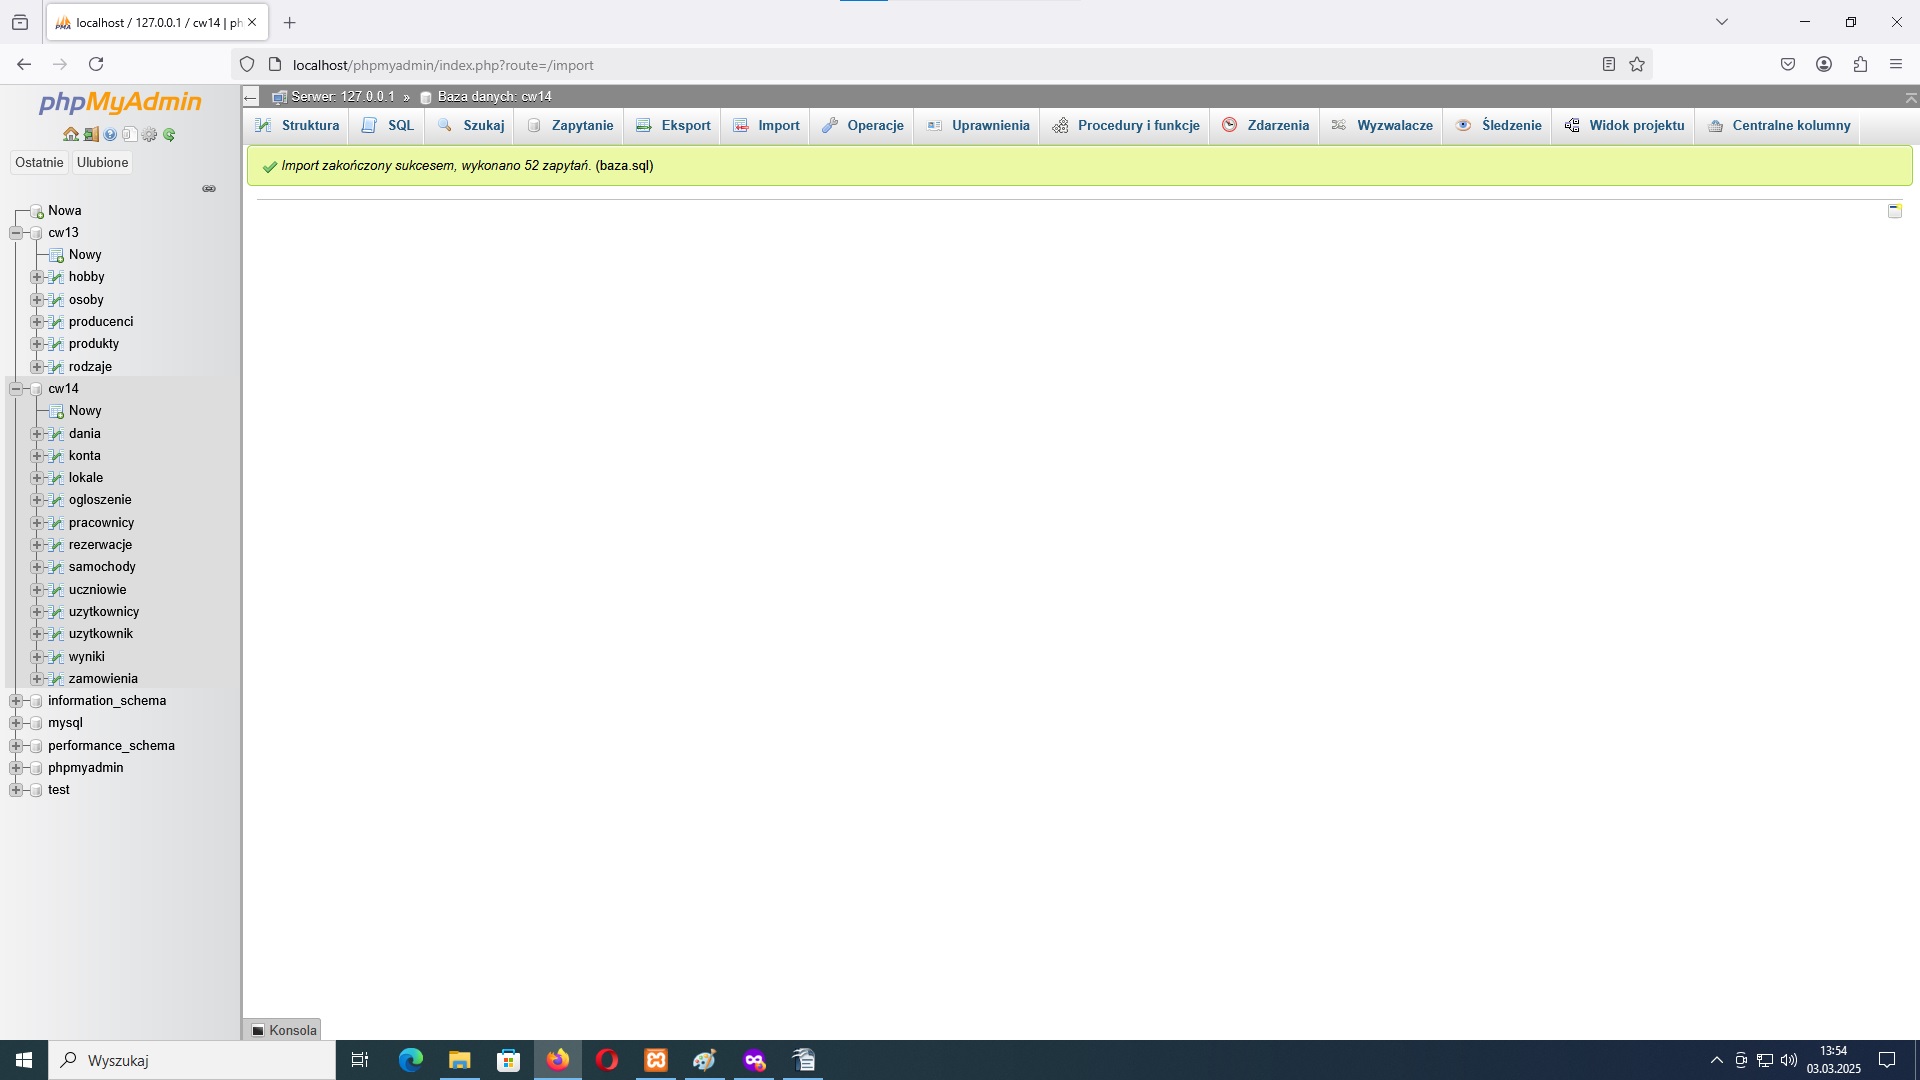 localhost / 127.0.0.1 / cw14 | ph
localhost/phpmyadmin/index.php?route=/import
phpMyAdmin
Ostatnie Ulubione
Nowa
cw13
Nowy
hobby
osoby
producenci
produkty
rodzaje
cw14
Nowy
dania
konta
lokale
ogloszenie
pracownicy
rezerwacje
samochody
uczniowie
uzytkownicy
uzytkownik
wyniki
zamowienia
information_schema
mysql
performance_schema
phpmyadmin
test
Serwer: 127.0.0.1 » Baza danych: cw14
Struktura SQL Szukaj Zapytanie Eksport Import Operacje Uprawnienia Procedury i funkcje Zdarzenia Wyzwalacze Śledzenie Widok projektu Centralne kolumny
Import zakończony sukcesem, wykonano 52 zapytań. (baza.sql)
Konsola
Wyszukaj
13:54
03.03.2025